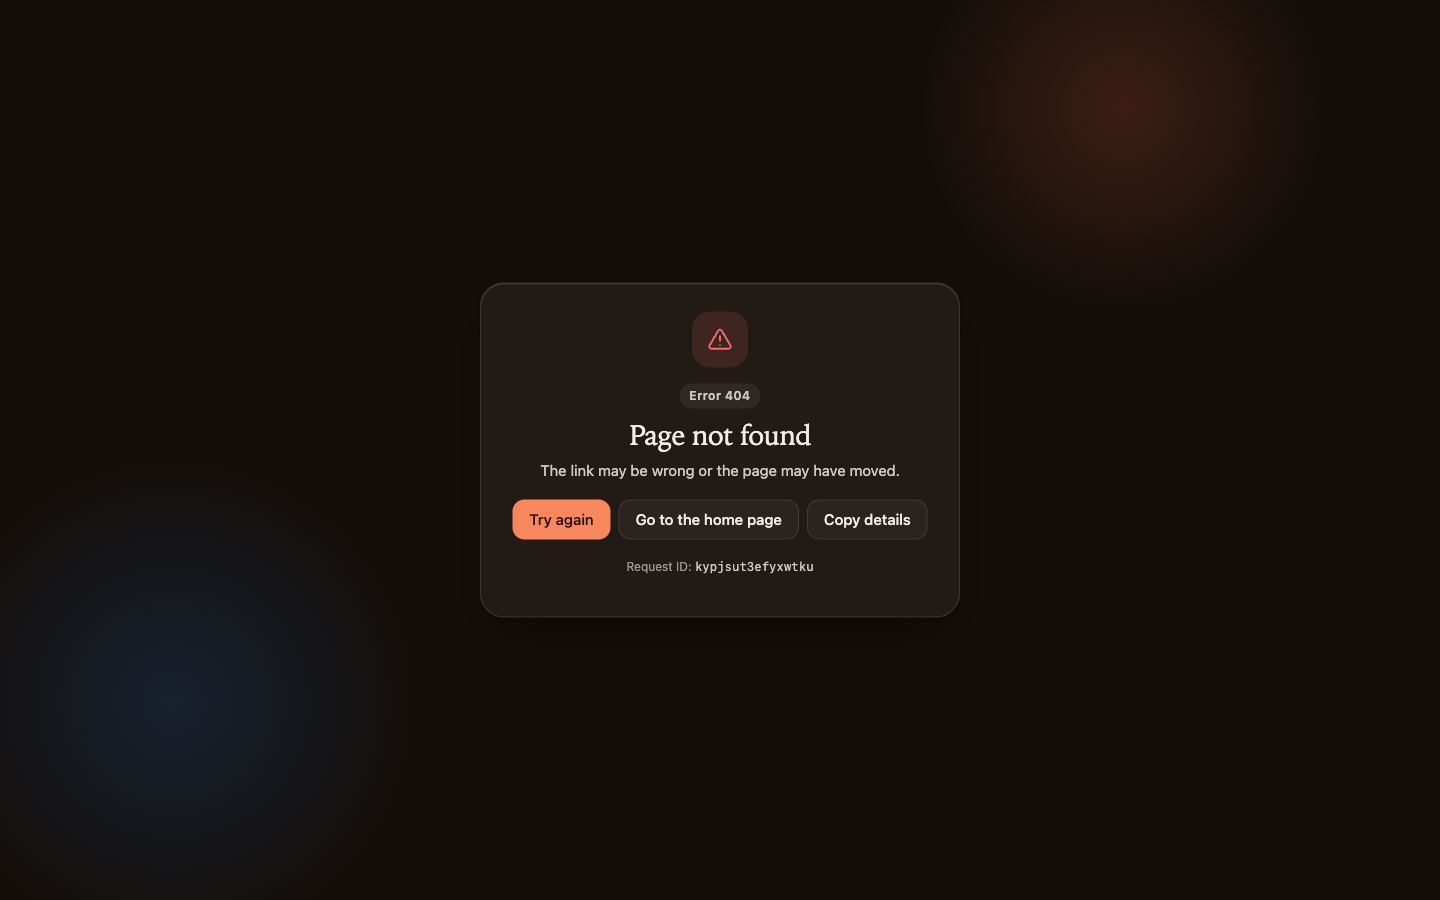 Error 404
Page not found
The link may be wrong or the page may have moved.
Try again
Go to the home page
Copy details
Request ID: kypjsut3efyxwtku